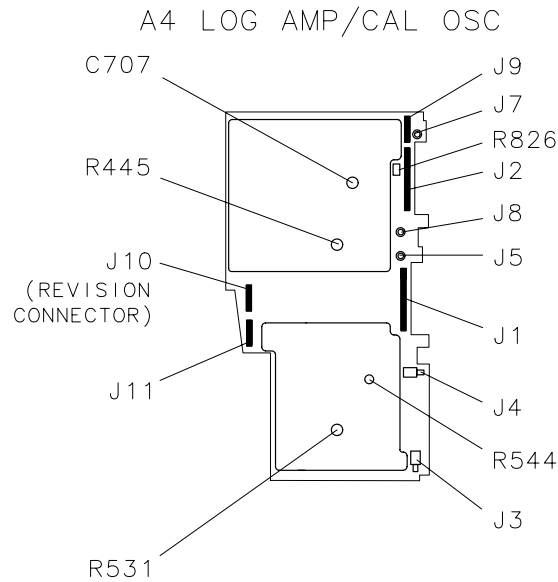 A4 LOG AMP/CAL OSC
C707
J9
J7
R826
R445
J2
J8
J10
J5
(REVISION
CONNECTOR)
J1
J11
J4
R544
J3
R531